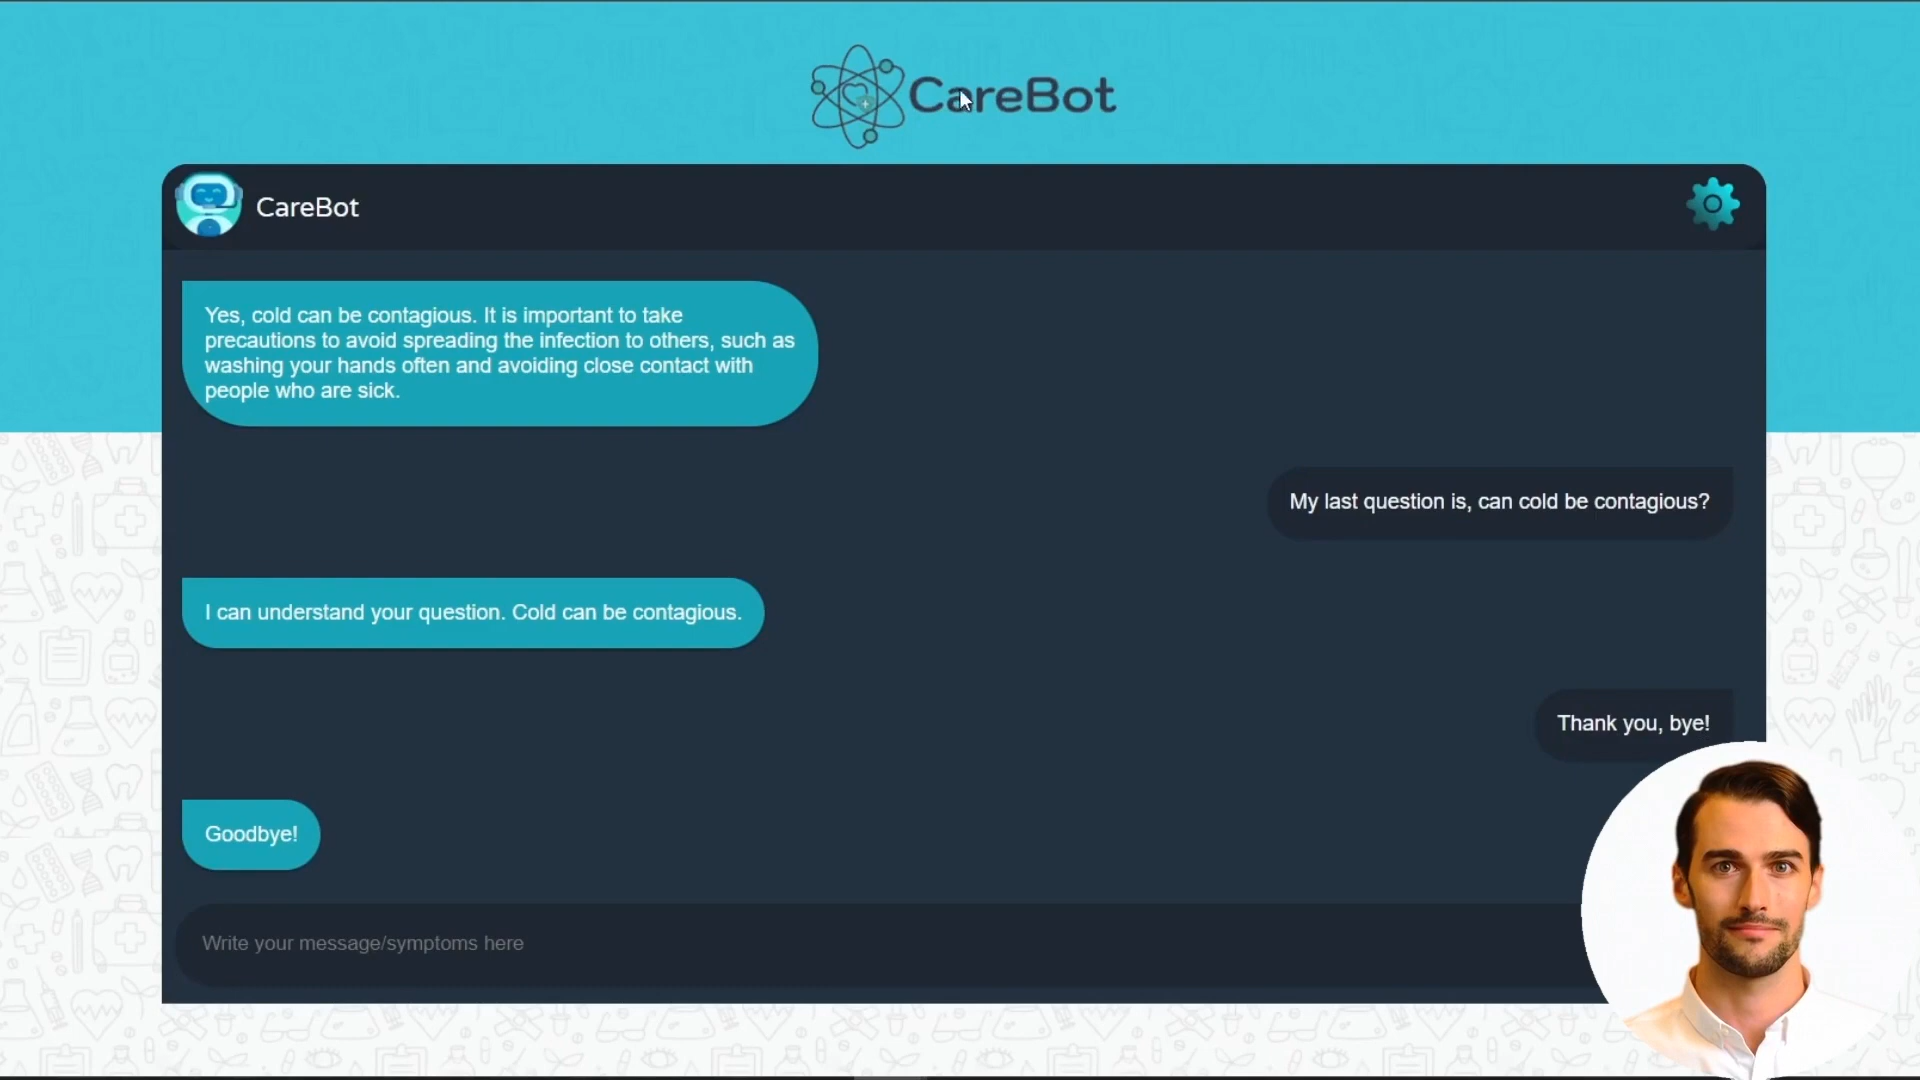 CareBot
CareBot
Yes, cold can be contagious. It is important to take
precautions to avoid spreading the infection to others, such as
washing your hands often and avoiding close contact with
people who are sick.
My last question is, can cold be contagious?
I can understand your question. Cold can be contagious.
Thank you, bye!
Goodbye!
Write your message/symptoms here